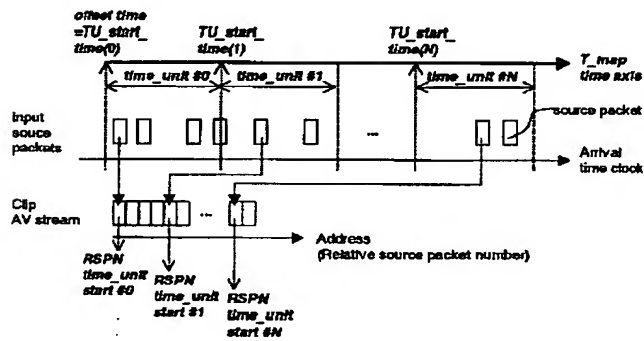 offset time
=TU_start_
time(0)
TU_start_
time(1)
TU_start_
time(N)
T_map
time axis
time_unit #0
time_unit #1
time_unit #N
source packet
Input
souce
packets
...
Arrival
time clock
Clip
AV stream
...
Address
(Relative source packet number)
RSPN
time_unit
start #0
RSPN
time_unit
start #1
RSPN
time_unit
start #N